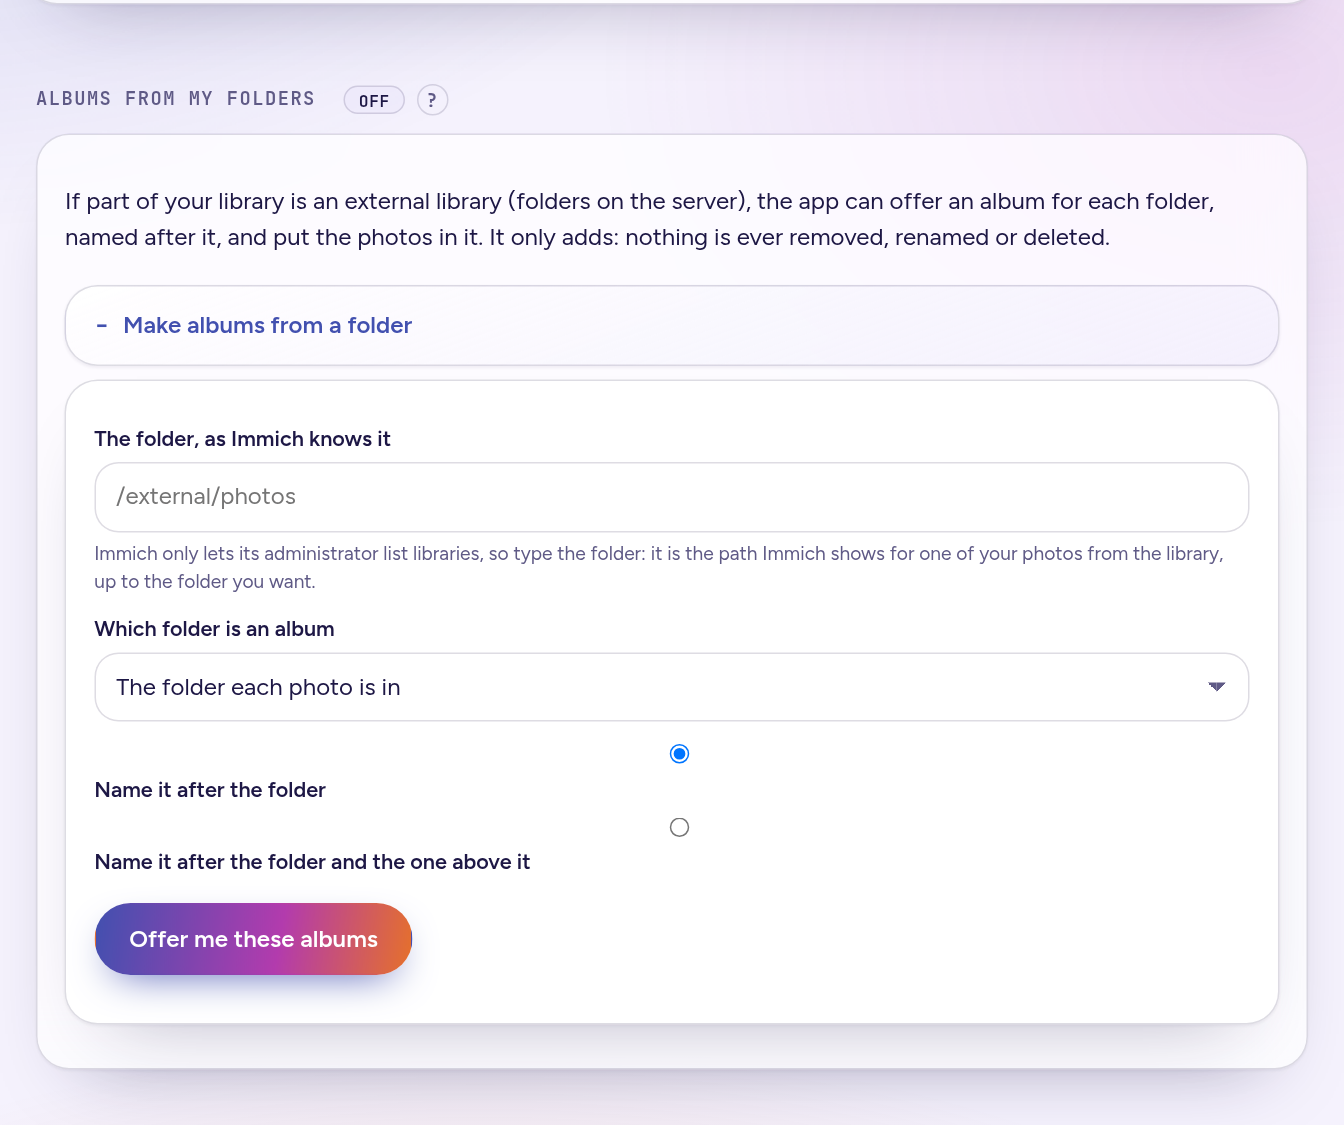 ALBUMS FROM MY FOLDERS OFF ?
If part of your library is an external library (folders on the server), the app can offer an album for each folder,
named after it, and put the photos in it. It only adds: nothing is ever removed, renamed or deleted.
- Make albums from a folder
The folder, as Immich knows it
/external/photos
Immich only lets its administrator list libraries, so type the folder: it is the path Immich shows for one of your photos from the library,
up to the folder you want.
Which folder is an album
The folder each photo is in
Name it after the folder
Name it after the folder and the one above it
Offer me these albums